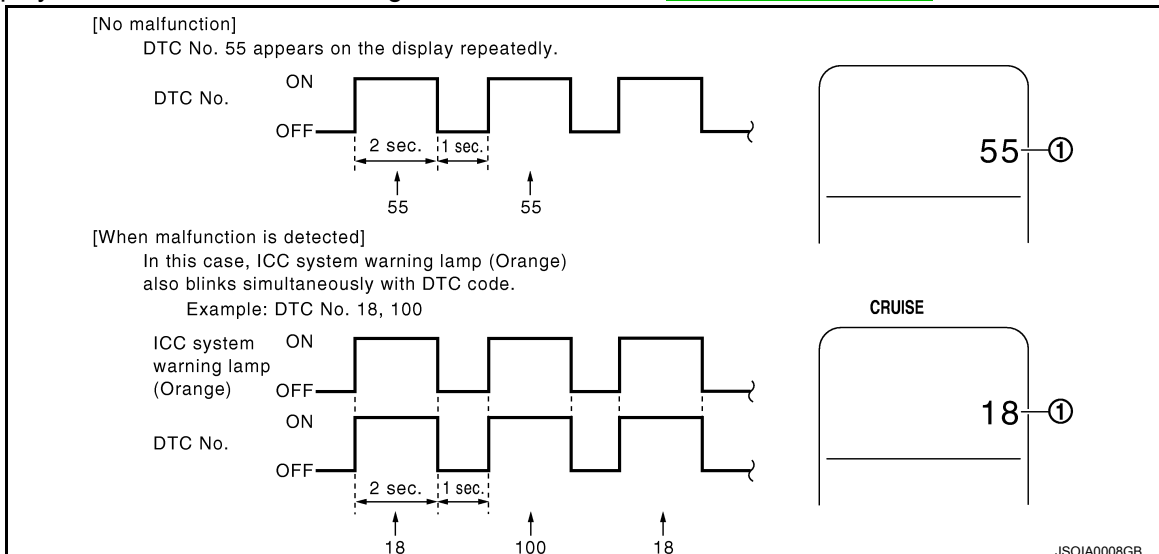 [No malfunction]
DTC No. 55 appears on the display repeatedly.
ON
DTC No.
OFF
2 sec.
1 sec.
55
55
55
1
[When malfunction is detected]
In this case, ICC system warning lamp (Orange)
also blinks simultaneously with DTC code.
Example: DTC No. 18, 100
CRUISE
ICC system
warning lamp
(Orange)
ON
OFF
ON
DTC No.
OFF
2 sec.
1 sec.
18
100
18
18
1
JSOIA0008GB